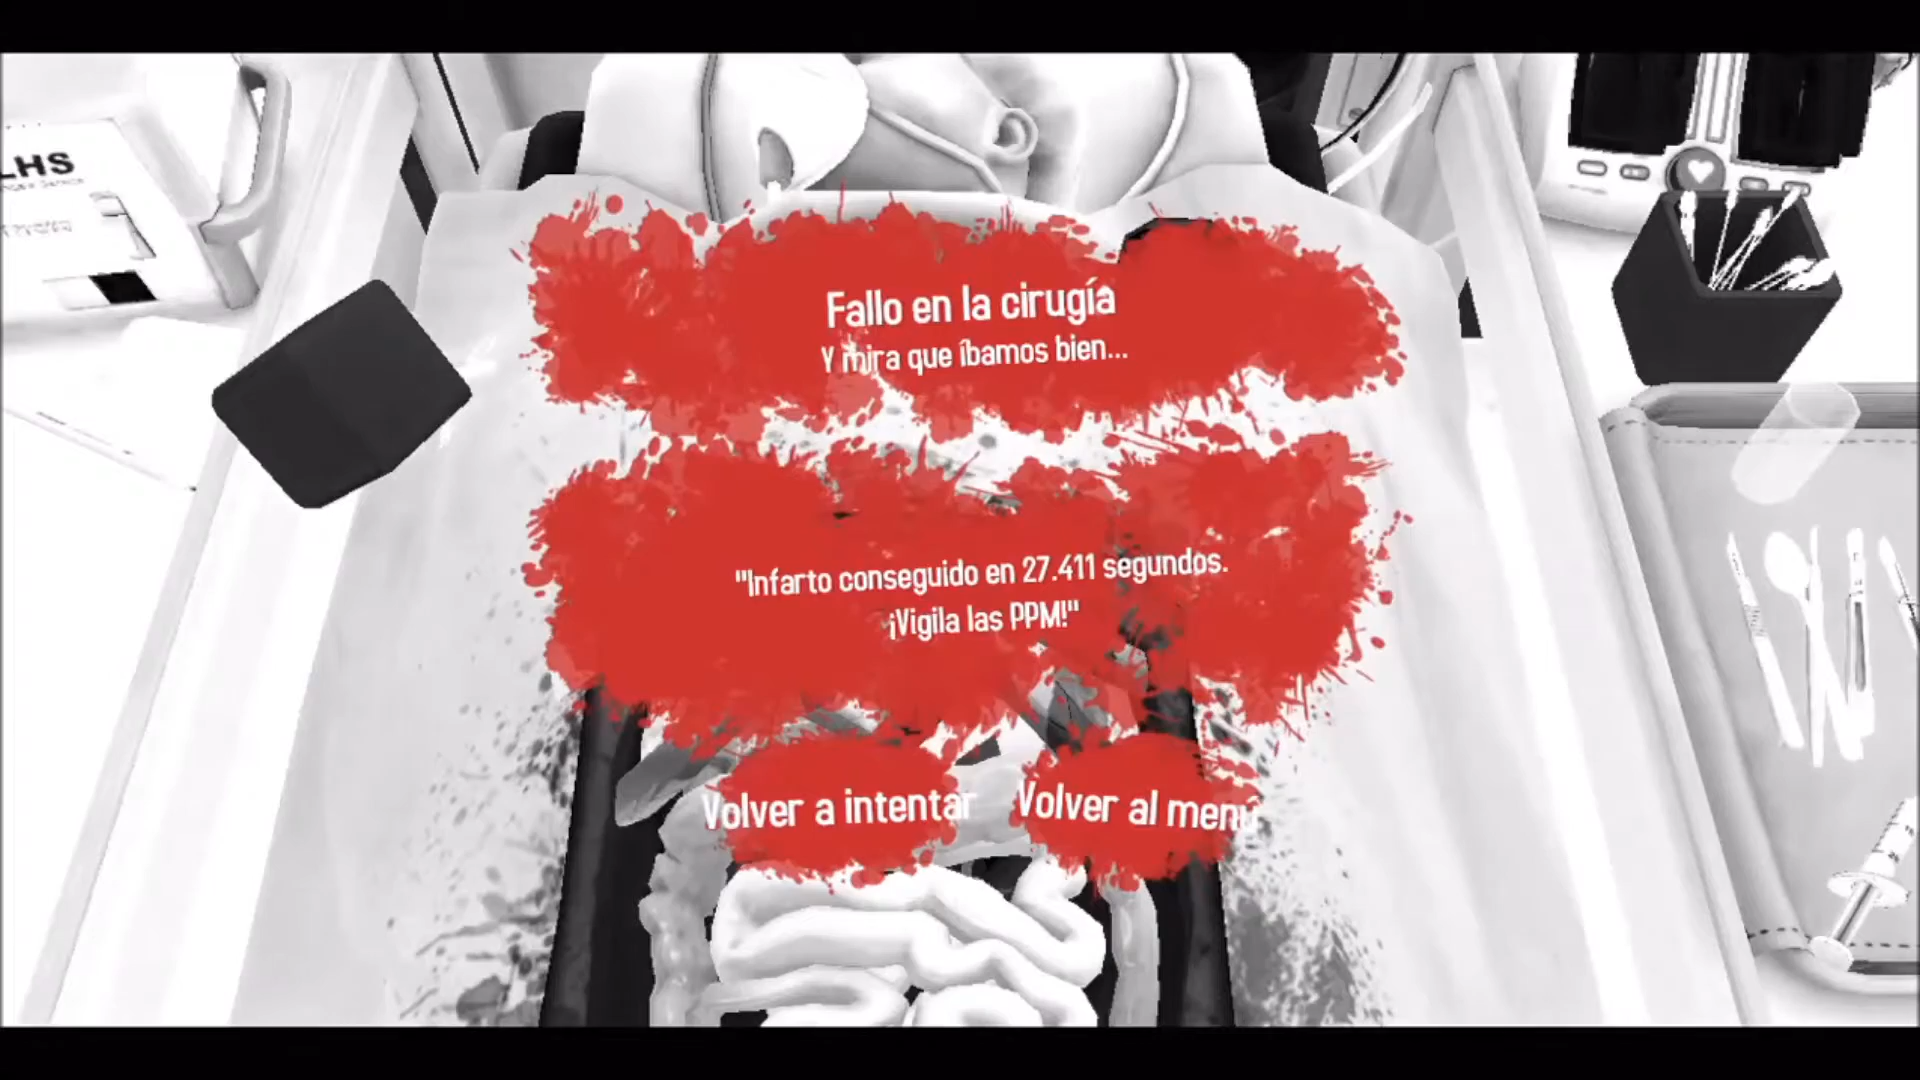 LHS
Fallo en la cirugía
Y mira que íbamos bien...
"Infarto conseguido en 27.411 segundos.
¡Vigila las PPM!"
Volver a intentar
Volver al menú